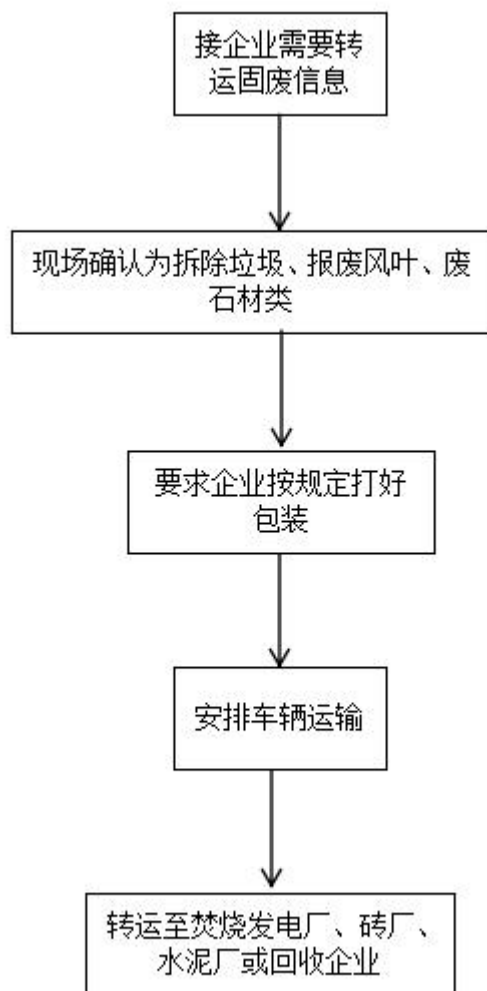 接企业需要转
运固废信息
现场确认为拆除垃圾、报废风叶、废
石材类
要求企业按规定打好
包装
安排车辆运输
转运至焚烧发电厂、砖厂、
水泥厂或回收企业